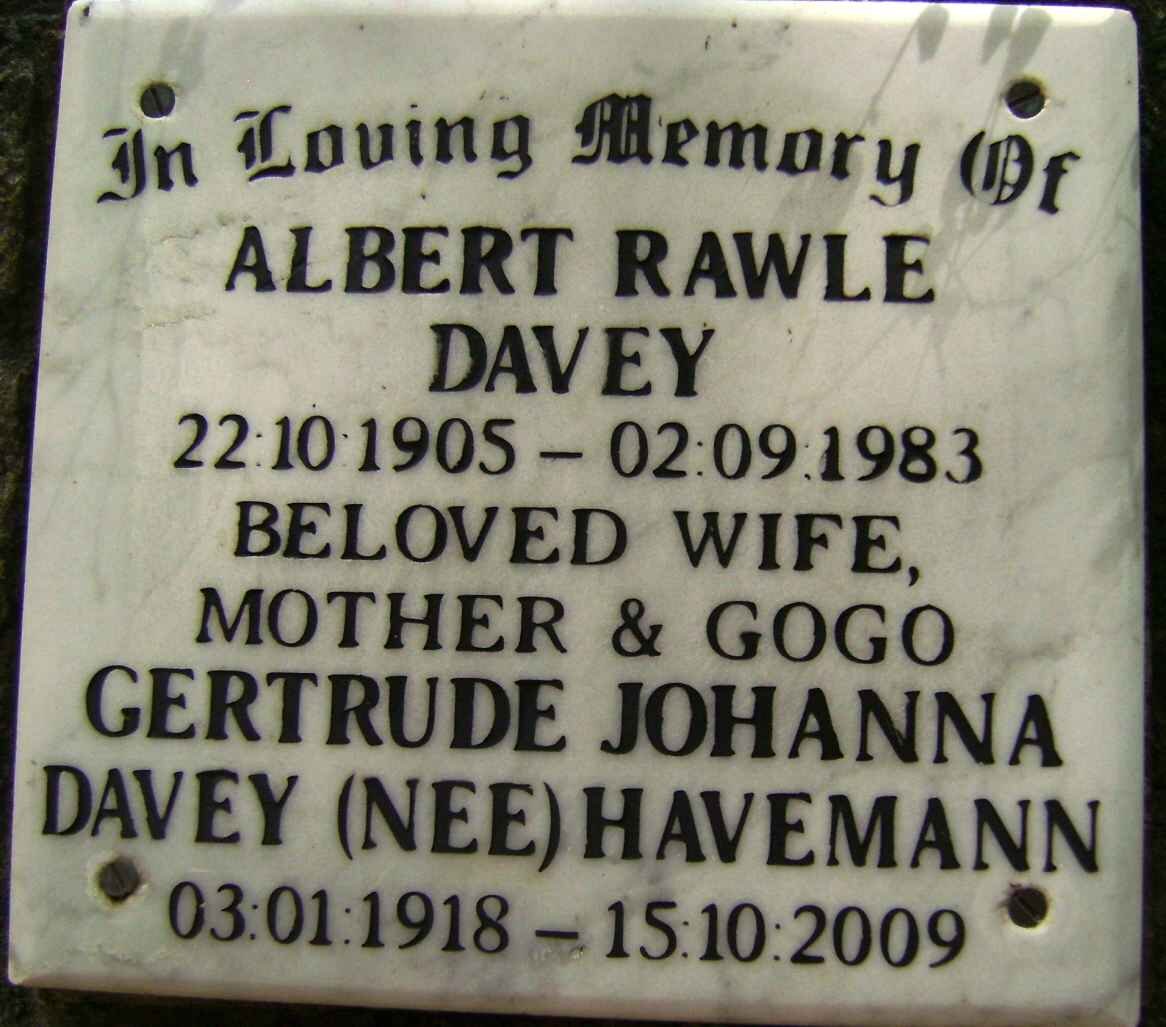 In Loving Memory Of
ALBERT RAWLE
DAVEY
22:10:1905 – 02:09:1983
BELOVED WIFE,
MOTHER & GOGO
GERTRUDE JOHANNA
DAVEY (NEE) HAVEMANN
03:01:1918 – 15:10:2009